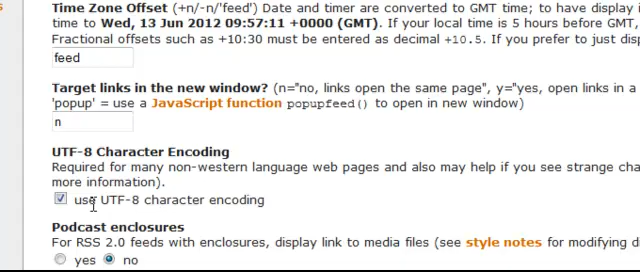 Time Zone Offset (+n/-n/'feed') Date and timer are converted to GMT time; to have display i
time to Wed, 13 Jun 2012 09:57:11 +0000 (GMT). If your local time is 5 hours before GMT,
Fractional offsets such as +10:30 must be entered as decimal +10.5. If you prefer to just disp
feed
Target links in the new window? (n="no, links open the same page", y="yes, open links in a
'popup' = use a JavaScript function popupfeed() to open in new window)
n
UTF-8 Character Encoding
Required for many non-western language web pages and also may help if you see strange cha
more information).
use UTF-8 character encoding
Podcast enclosures
For RSS 2.0 feeds with enclosures, display link to media files (see style notes for modifying di
yes no